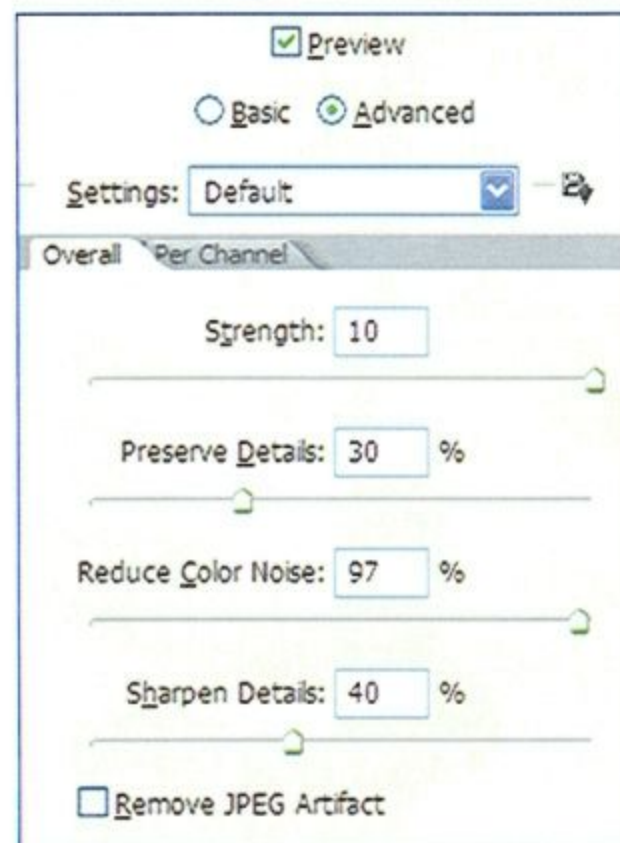 Preview
Basic Advanced
Settings: Default
Overall Per Channel
Strength: 10
Preserve Details: 30 %
Reduce Color Noise: 97 %
Sharpen Details: 40 %
Remove JPEG Artifact